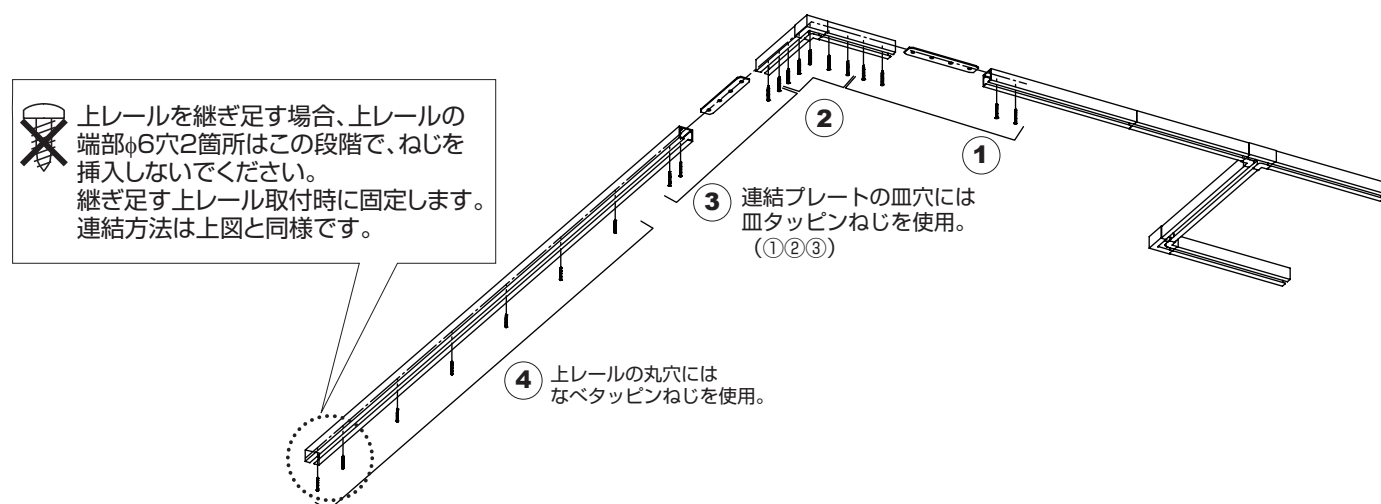 上レールを継ぎ足す場合、上レールの
端部φ6穴2箇所はこの段階で、ねじを
挿入しないでください。
継ぎ足す上レール取付時に固定します。
連結方法は上図と同様です。
②
①
③ 連結プレートの皿穴には
皿タッピンねじを使用。
(①②③)
④ 上レールの丸穴には
なべタッピンねじを使用。